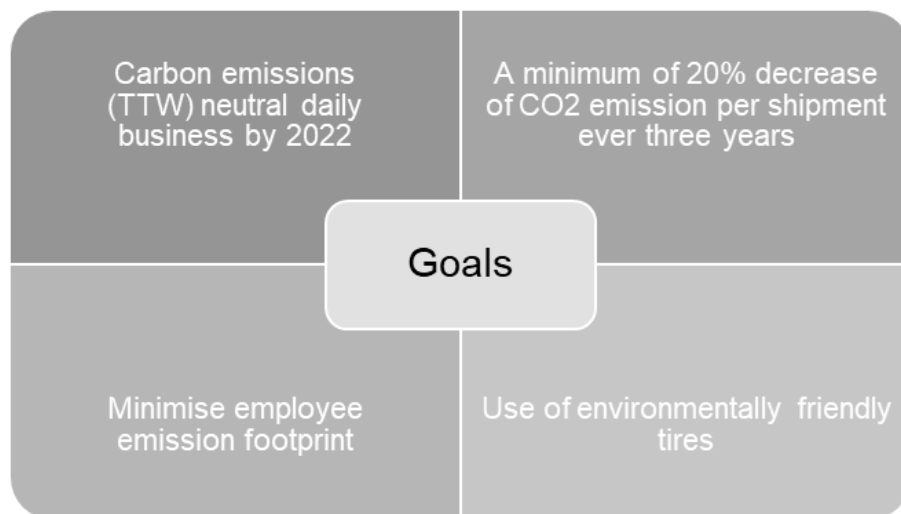 Carbon emissions
(TTW) neutral daily
business by 2022
A minimum of 20% decrease
of CO2 emission per shipment
ever three years
Goals
Minimise employee
emission footprint
Use of environmentally friendly
tires